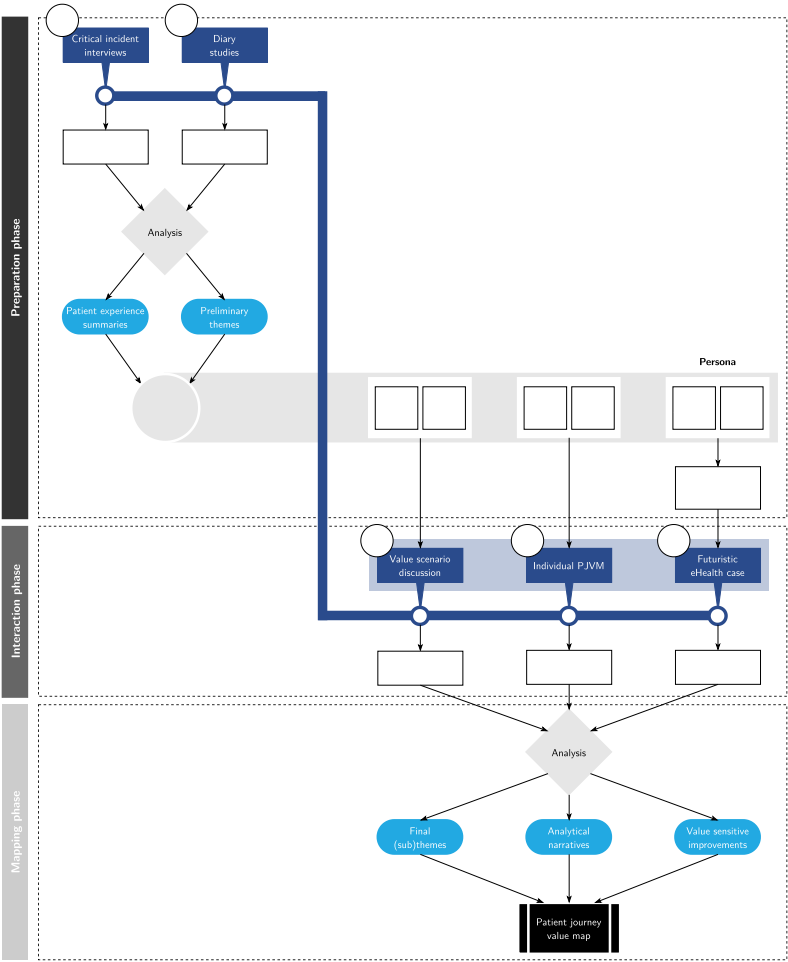 Preparation phase
Critical incident
interviews
Diary
studies
Analysis
Patient experience
summaries
Preliminary
themes
Persona
Interaction phase
Value scenario
discussion
Individual PJVM
Futuristic
eHealth case
Mapping phase
Analysis
Final
(sub)themes
Analytical
narratives
Value sensitive
improvements
Patient journey
value map